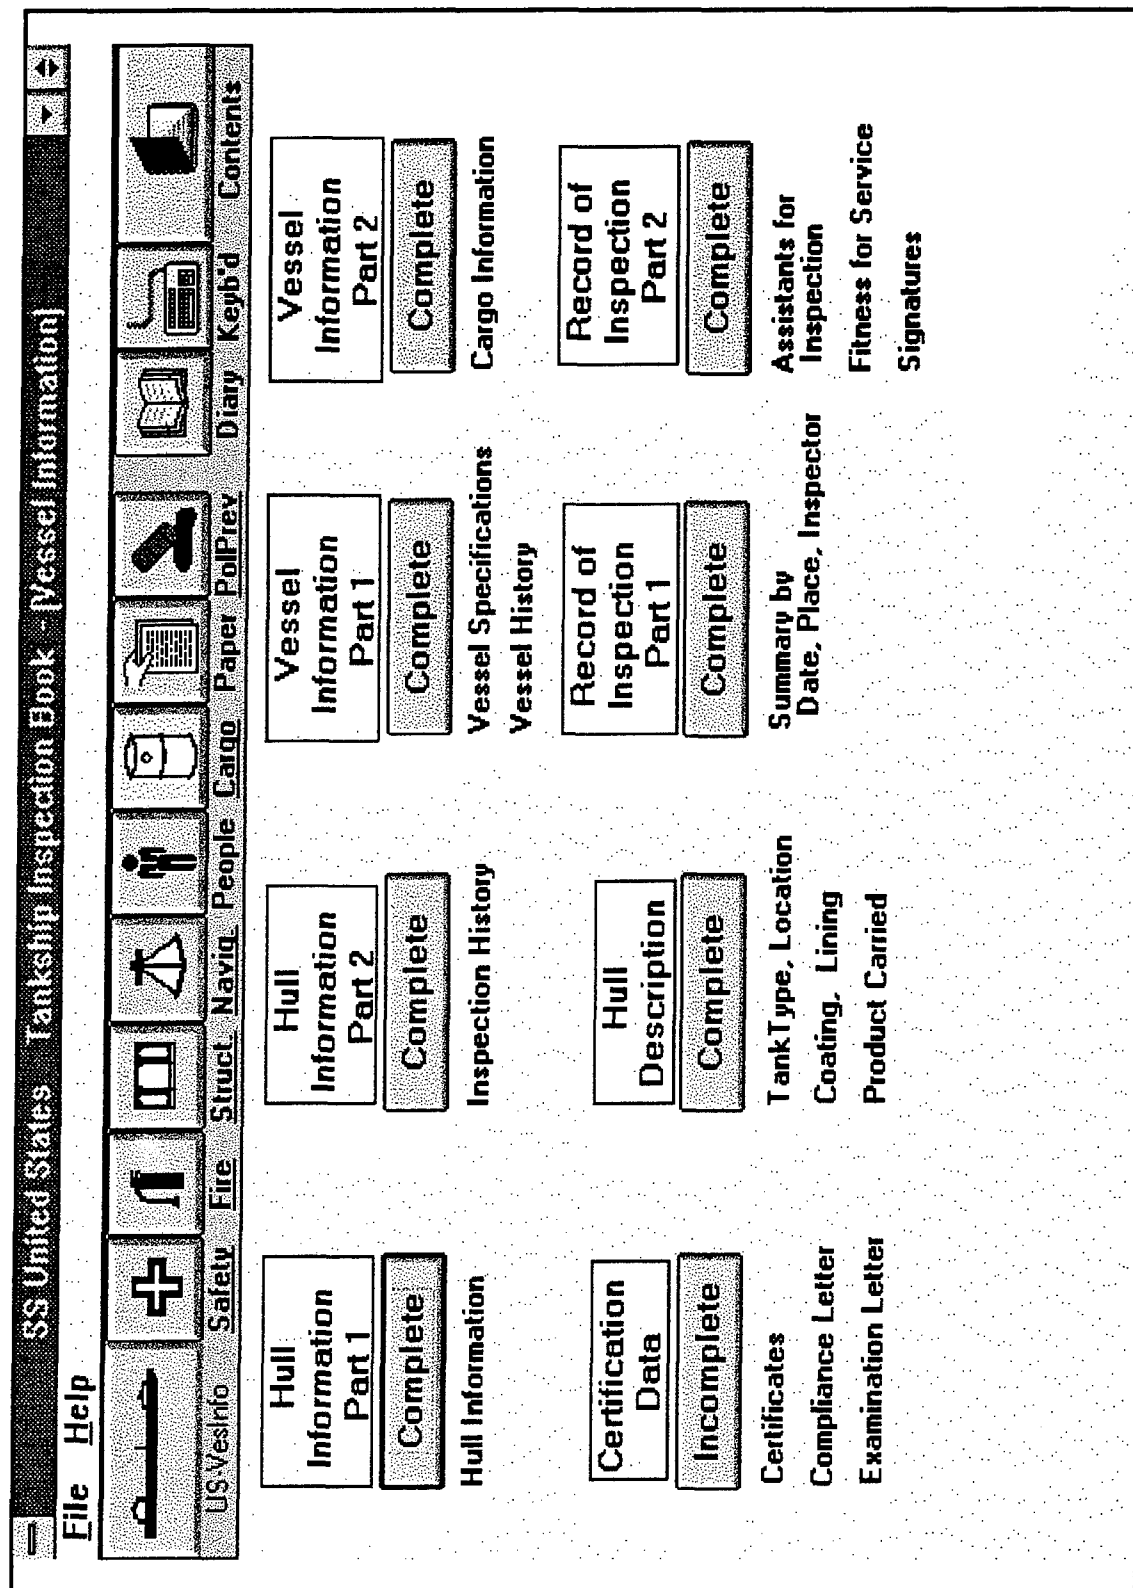 SS United States Tankship Inspection Book - [Vessel Information]
File Help
US-VesInfo Safety Fire Struct. Navig. People Cargo Paper PolPrev Diary Keyb'd Contents
Hull
Information
Part 1
Complete
Hull Information
Hull
Information
Part 2
Complete
Inspection History
Vessel
Information
Part 1
Complete
Vessel Specifications
Vessel History
Vessel
Information
Part 2
Complete
Cargo Information
Certification
Data
Incomplete
Certificates
Compliance Letter
Examination Letter
Hull
Description
Complete
Tank Type, Location
Coating, Lining
Product Carried
Record of
Inspection
Part 1
Complete
Summary by
Date, Place, Inspector
Record of
Inspection
Part 2
Complete
Assistants for
Inspection
Fitness for Service
Signatures